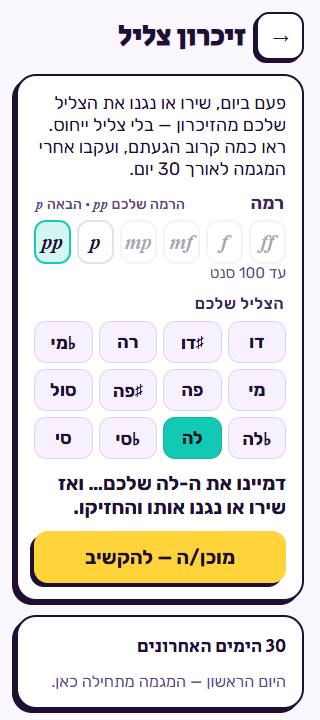 → זיכרון צליל
פעם ביום, שירו או נגנו את הצליל
שלכם מהזיכרון – בלי צליל ייחוס.
ראו כמה קרוב הגעתם, ועקבו אחרי
המגמה לאורך 30 יום.
רמה הרמה שלכם pp · הבאה p
ff f mf mp p pp
עד 100 סנט
הצליל שלכם
דו דו♯ רה מי♭
מי פה פה♯ סול
לה♭ לה סי♭ סי
דמיינו את ה-לה שלכם... ואז
שירו או נגנו אותו והחזיקו.
מוכן/ה – להקשיב
30 הימים האחרונים
היום הראשון – המגמה מתחילה כאן.